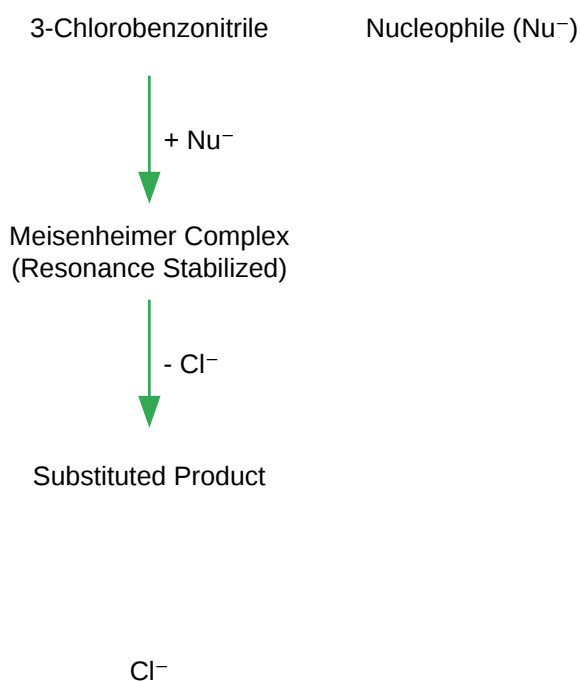 3-Chlorobenzonitrile
Nucleophile (Nu⁻)
+ Nu⁻
Meisenheimer Complex
(Resonance Stabilized)
- Cl⁻
Substituted Product
Cl⁻